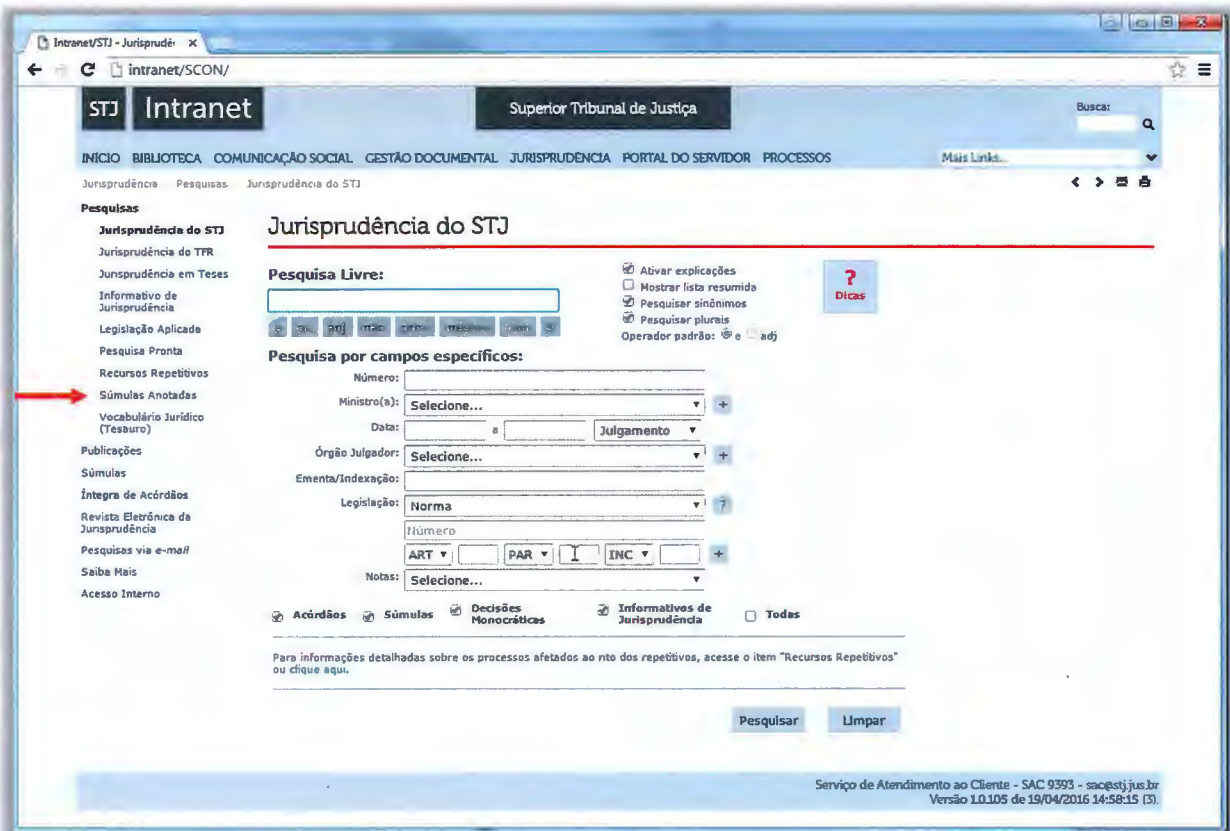 Intranet/STJ - Jurisprudê
intranet/SCON/
STJ Intranet
Superior Tribunal de Justiça
Busca:
INÍCIO BIBLIOTECA COMUNICAÇÃO SOCIAL GESTÃO DOCUMENTAL JURISPRUDÊNCIA PORTAL DO SERVIDOR PROCESSOS
Mais Links...
Jurisprudência Pesquisas Jurisprudência do STJ
Pesquisas
Jurisprudência do STJ
Jurisprudência do TFR
Jurisprudência em Teses
Informativo de
Jurisprudência
Legislação Aplicada
Pesquisa Pronta
Recursos Repetitivos
Súmulas Anotadas
Vocabulário Jurídico
(Tesauro)
Publicações
Súmulas
Íntegra de Acórdãos
Revista Eletrônica da
Jurisprudência
Pesquisas via e-mail
Saiba Mais
Acesso Interno
Jurisprudência do STJ
Pesquisa Livre:
e ou adj não
Ativar explicações
Mostrar lista resumida
Pesquisar sinônimos
Pesquisar plurais
Operador padrão: e adj
?
Dicas
Pesquisa por campos específicos:
Número:
Ministro(a): Selecione... +
Data: a Julgamento
Órgão Julgador: Selecione... +
Ementa/Indexação:
Legislação: Norma ?
Número
ART PAR INC +
Notas: Selecione...
Acórdãos Súmulas Decisões Monocráticas Informativos de Jurisprudência Todas
Para informações detalhadas sobre os processos afetados ao rito dos repetitivos, acesse o item "Recursos Repetitivos"
ou clique aqui.
Pesquisar Limpar
Serviço de Atendimento ao Cliente - SAC 9393 - sac@stj.jus.br
Versão 1.0.105 de 19/04/2016 14:58:15 (3).